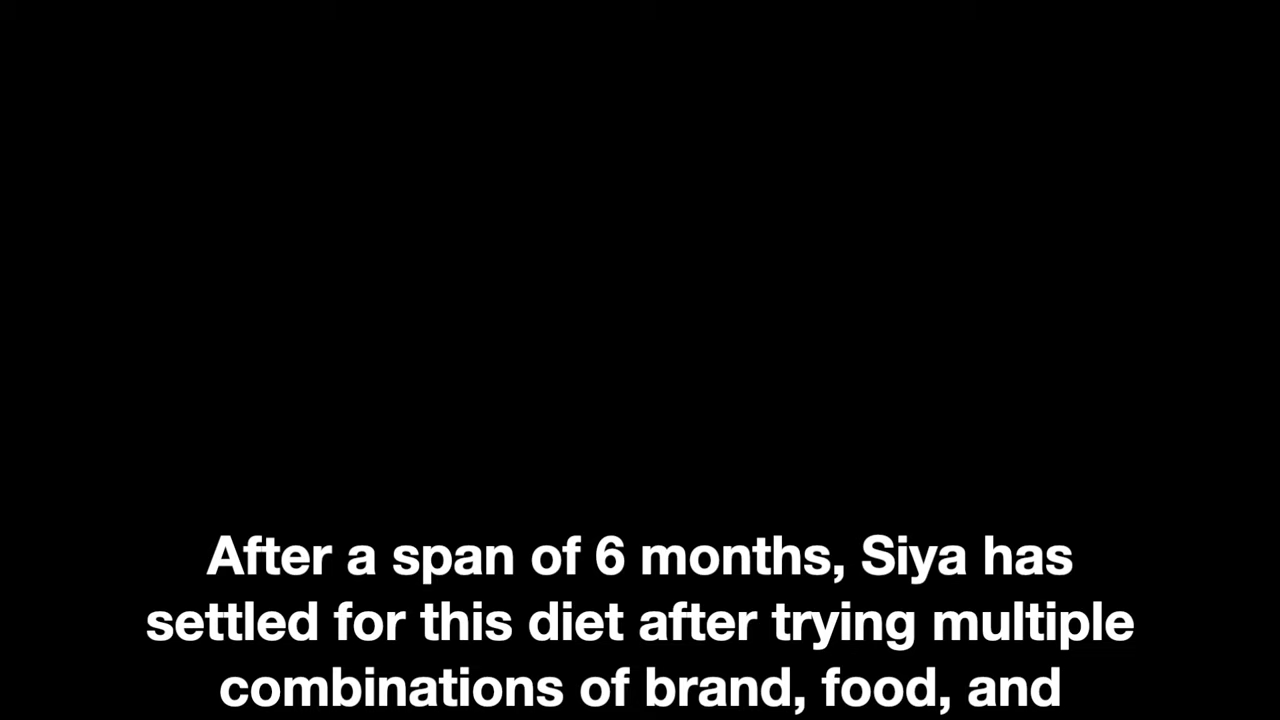 After a span of 6 months, Siya has
settled for this diet after trying multiple
combinations of brand, food, and